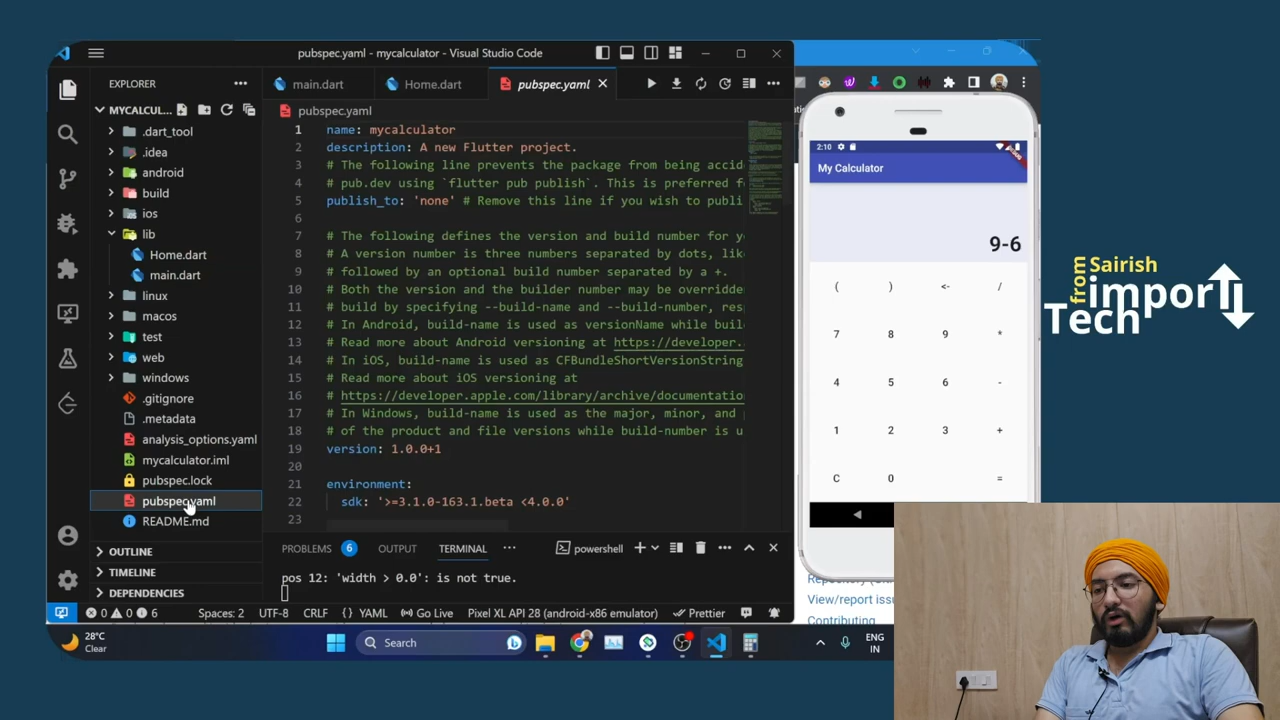 pubspec.yaml - mycalculator - Visual Studio Code
EXPLORER
main.dart
Home.dart
pubspec.yaml
MYCALCUL...
pubspec.yaml
.dart_tool
.idea
android
build
ios
lib
Home.dart
main.dart
linux
macos
test
web
windows
.gitignore
.metadata
analysis_options.yaml
mycalculator.iml
pubspec.lock
pubspec.yaml
README.md
OUTLINE
TIMELINE
DEPENDENCIES
1 name: mycalculator
2 description: A new Flutter project.
3 # The following line prevents the package from being accid
4 # pub.dev using `flutter pub publish`. This is preferred f
5 publish_to: 'none' # Remove this line if you wish to publi
6
7 # The following defines the version and build number for y
8 # A version number is three numbers separated by dots, lik
9 # followed by an optional build number separated by a +.
10 # Both the version and the builder number may be overridde
11 # build by specifying --build-name and --build-number, res
12 # In Android, build-name is used as versionName while buil
13 # Read more about Android versioning at https://developer.
14 # In iOS, build-name is used as CFBundleShortVersionString
15 # Read more about iOS versioning at
16 # https://developer.apple.com/library/archive/documentatio
17 # In Windows, build-name is used as the major, minor, and
18 # of the product and file versions while build-number is u
19 version: 1.0.0+1
20
21 environment:
22 sdk: '>=3.1.0-163.1.beta <4.0.0'
23
PROBLEMS 6 OUTPUT TERMINAL
powershell
pos 12: 'width > 0.0': is not true.
0 0 6
Spaces: 2 UTF-8 CRLF {} YAML Go Live Pixel XL API 28 (android-x86 emulator) Prettier
2:10
My Calculator
9-6
( ) <- /
7 8 9 *
4 5 6 -
1 2 3 +
C 0 =
View/report issu
Contributing
from
Sairish
import
Tech
28°C
Clear
Search
ENG
IN